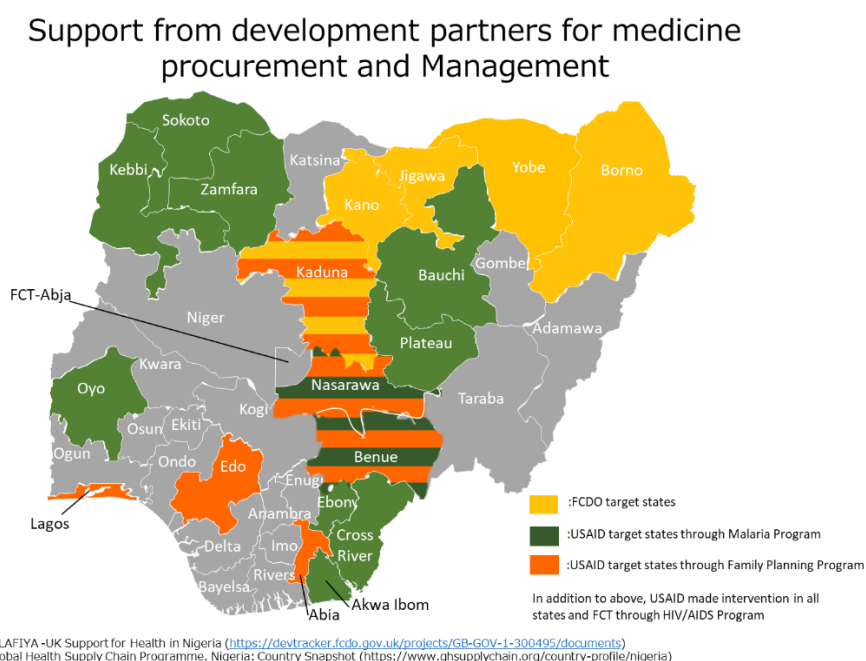 Support from development partners for medicine
procurement and Management
Sokoto
Kebbi
Zamfara
Katsina
Kano
Jigawa
Yobe
Borno
Kaduna
Bauchi
Gombe
FCT-Abja
Niger
Adamawa
Plateau
Kwara
Nasarawa
Oyo
Taraba
Kogi
Osun
Ekiti
Ogun
Ondo
Edo
Benue
Enugi
Lagos
Anambra
Ebony
Cross
River
Delta
Imo
Rivers
Bayelsa
Abia
Akwa Ibom
:FCDO target states
:USAID target states through Malaria Program
:USAID target states through Family Planning Program
In addition to above, USAID made intervention in all
states and FCT through HIV/AIDS Program
LAFIYA -UK Support for Health in Nigeria (https://devtracker.fcdo.gov.uk/projects/GB-GOV-1-300495/documents)
obal Health Supply Chain Programme. Nigeria: Country Snapshot (https://www.ghsupplychain.org/country-profile/nigeria)